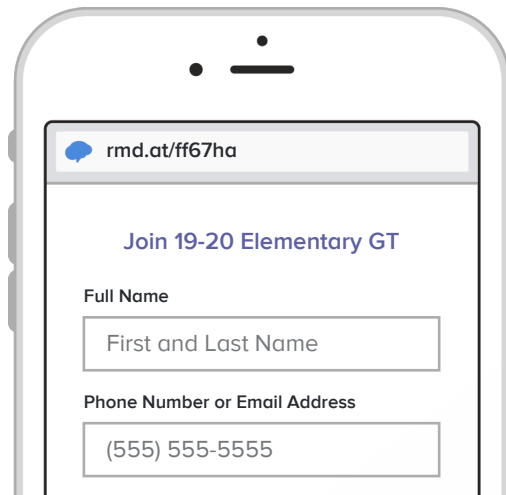 rmd.at/ff67ha
Join 19-20 Elementary GT
Full Name
First and Last Name
Phone Number or Email Address
(555) 555-5555